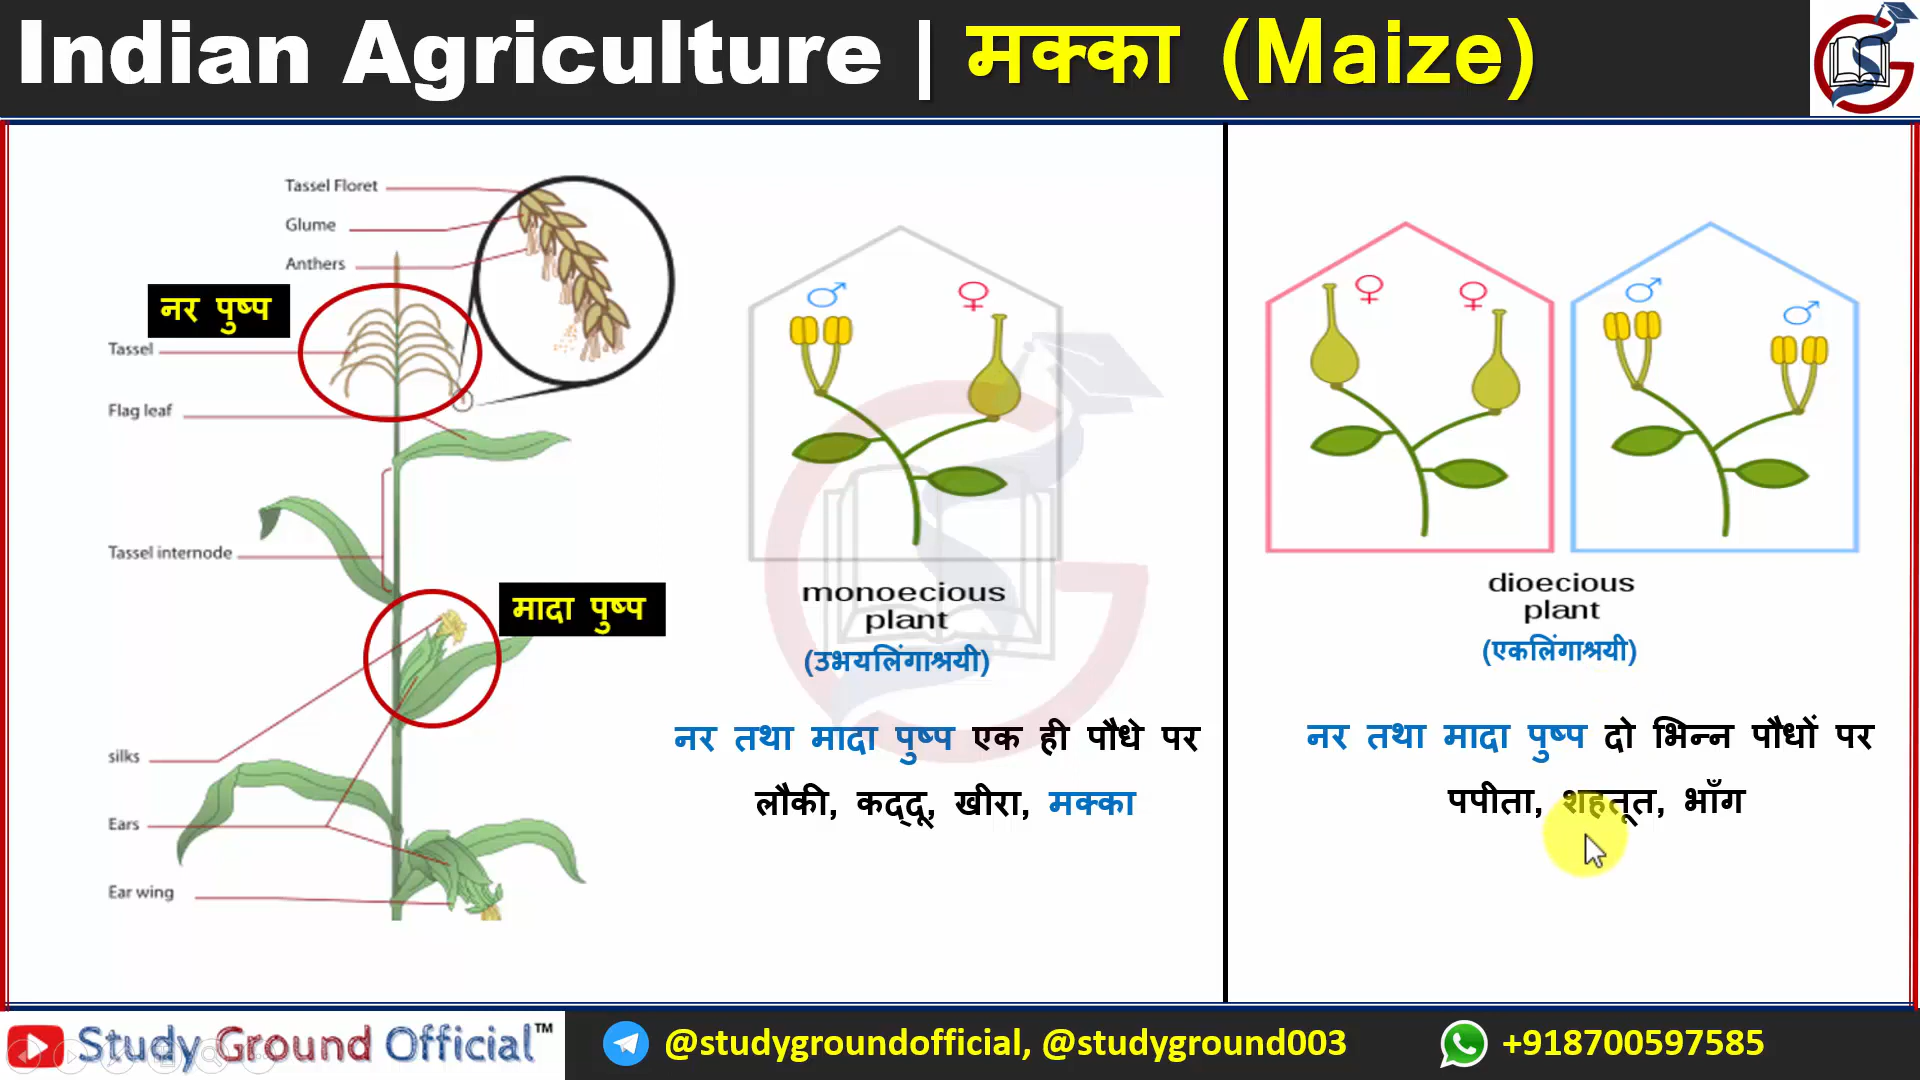 Indian Agriculture | मक्का (Maize)
Tassel Floret
Glume
Anthers
नर पुष्प
Tassel
Flag leaf
Tassel internode
मादा पुष्प
silks
Ears
Ear wing
♂ ♀
monoecious
plant
(उभयलिंगाश्रयी)
नर तथा मादा पुष्प एक ही पौधे पर
लौकी, कद्दू, खीरा, मक्का
♀ ♀
♂ ♂
dioecious
plant
(एकलिंगाश्रयी)
नर तथा मादा पुष्प दो भिन्न पौधों पर
पपीता, शहतूत, भाँग
Study Ground Official™
@studygroundofficial, @studyground003
+918700597585